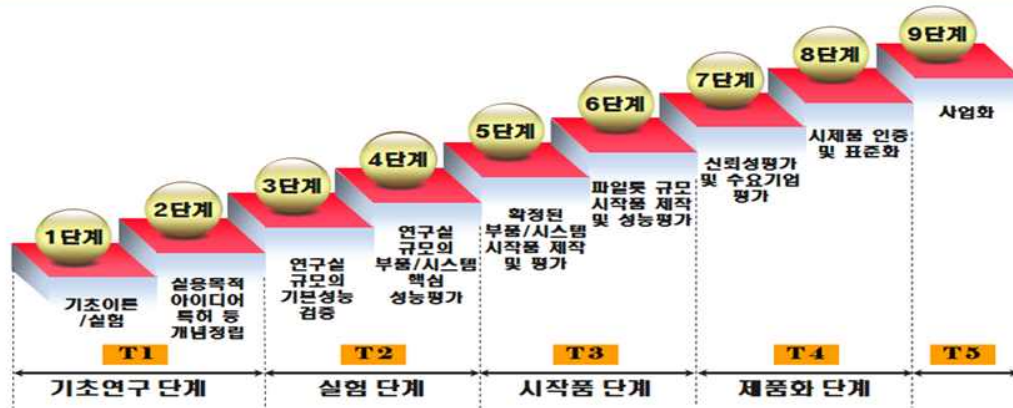 1단계
기초이론
/실험
2단계
실용목적
아이디어
특허 등
개념정립
3단계
연구실
규모의
기본성능
검증
4단계
연구실
규모의
부품/시스템
핵심
성능평가
5단계
확정된
부품/시스템
시작품 제작
및 평가
6단계
파일롯 규모
시작품 제작
및 성능평가
7단계
신뢰성평가
및 수요기업
평가
8단계
시제품 인증
및 표준화
9단계
사업화
T1
T2
T3
T4
T5
기초연구 단계
실험 단계
시작품 단계
제품화 단계